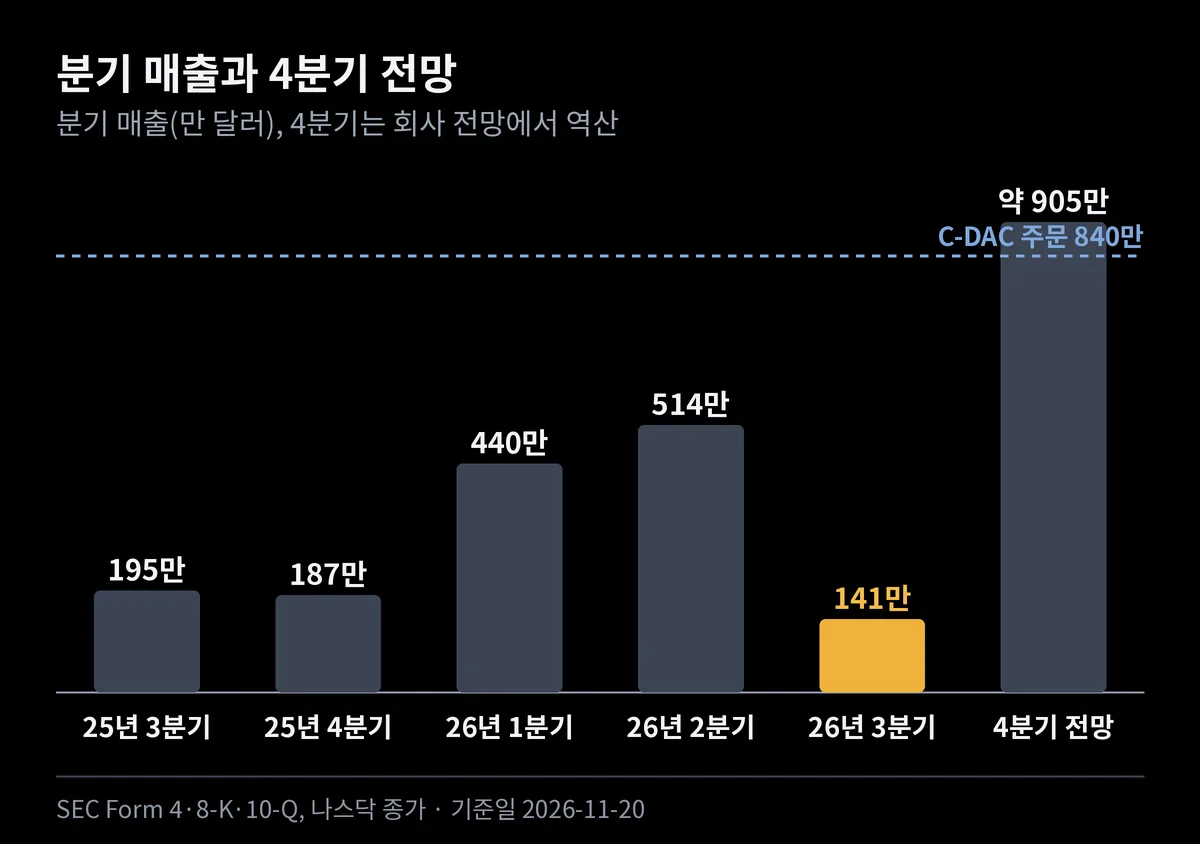 분기 매출과 4분기 전망
분기 매출(만 달러), 4분기는 회사 전망에서 역산
약 905만
C-DAC 주문 840만
514만
440만
195만
187만
141만
25년 3분기
25년 4분기
26년 1분기
26년 2분기
26년 3분기
4분기 전망
SEC Form 4·8-K·10-Q, 나스닥 종가 · 기준일 2026-11-20